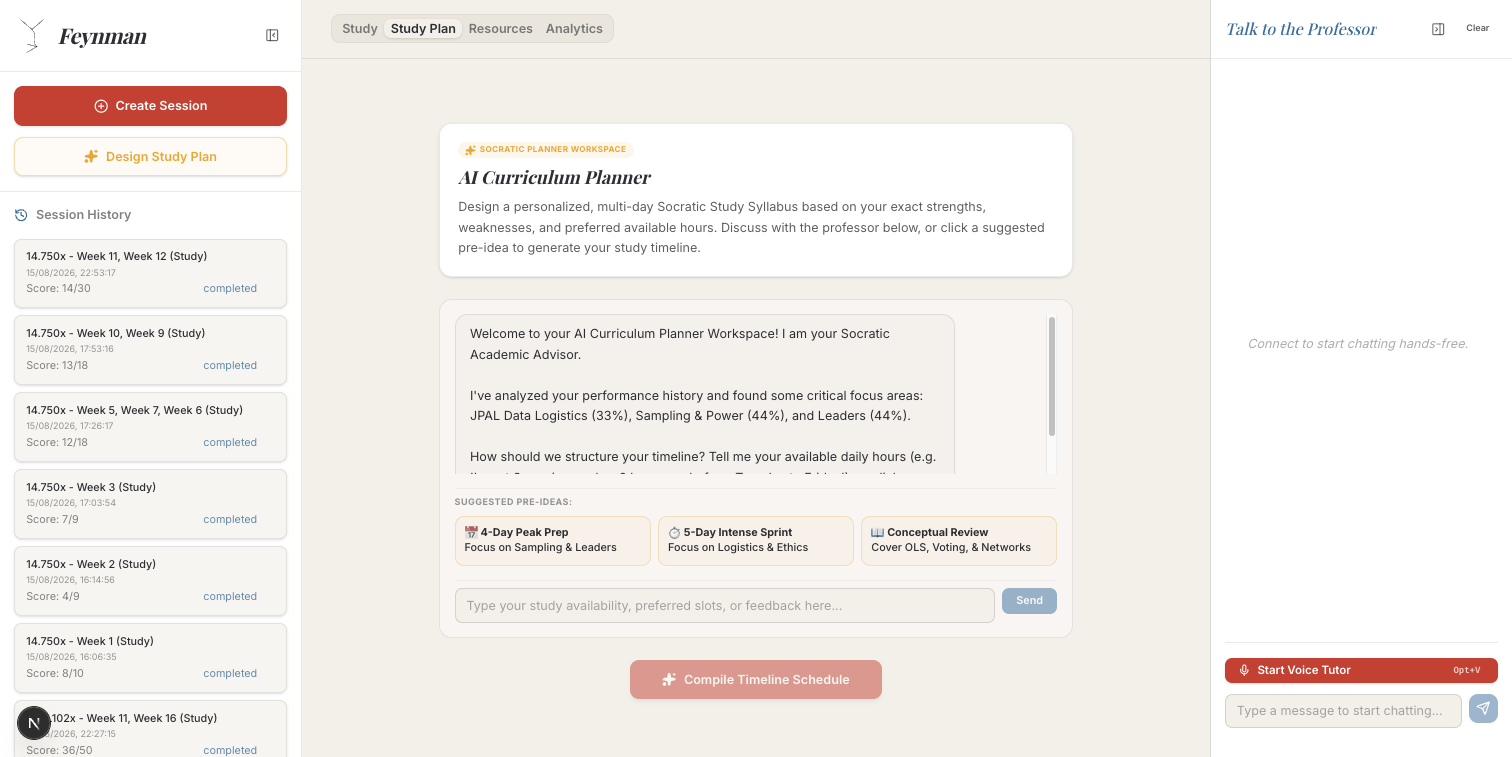 Feynman
Create Session
Design Study Plan
Session History
14.750x - Week 11, Week 12 (Study)
15/08/2026, 22:53:17
Score: 14/30 completed
14.750x - Week 10, Week 9 (Study)
15/08/2026, 17:53:16
Score: 13/18 completed
14.750x - Week 5, Week 7, Week 6 (Study)
15/08/2026, 17:26:17
Score: 12/18 completed
14.750x - Week 3 (Study)
15/08/2026, 17:03:54
Score: 7/9 completed
14.750x - Week 2 (Study)
15/08/2026, 16:14:56
Score: 4/9 completed
14.750x - Week 1 (Study)
15/08/2026, 16:06:35
Score: 8/10 completed
N
.102x - Week 11, Week 16 (Study)
/2026, 22:27:15
Score: 36/50 completed
Study Study Plan Resources Analytics
SOCRATIC PLANNER WORKSPACE
AI Curriculum Planner
Design a personalized, multi-day Socratic Study Syllabus based on your exact strengths,
weaknesses, and preferred available hours. Discuss with the professor below, or click a suggested
pre-idea to generate your study timeline.
Welcome to your AI Curriculum Planner Workspace! I am your Socratic
Academic Advisor.
I've analyzed your performance history and found some critical focus areas:
JPAL Data Logistics (33%), Sampling & Power (44%), and Leaders (44%).
How should we structure your timeline? Tell me your available daily hours (e.g.
SUGGESTED PRE-IDEAS:
4-Day Peak Prep
Focus on Sampling & Leaders
5-Day Intense Sprint
Focus on Logistics & Ethics
Conceptual Review
Cover OLS, Voting, & Networks
Type your study availability, preferred slots, or feedback here...
Send
Compile Timeline Schedule
Talk to the Professor
Clear
Connect to start chatting hands-free.
Start Voice Tutor Opt+V
Type a message to start chatting...